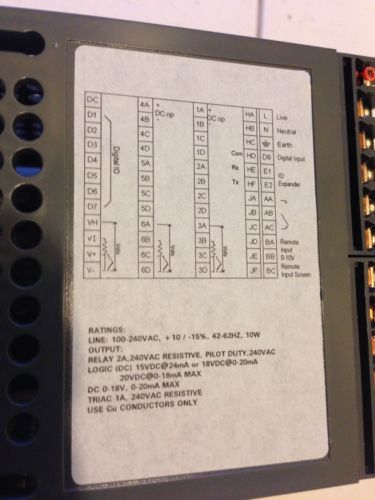 DC 4A + 1A + HA L Live
D1 4B - DC op 1B - DC op HB N Neutral
D2 4C 1C HC Earth
D3 4D 1D Com HD D8 Digital Input
D4 Digital IO 5A 2A Rx HE E1 IO
D5 5B 2B Tx HF E2 Expander
D6 5C JA AA
D7 5D JB AB
VH 6A 3A JC AC
VI 6B Volts 3B Volts JD BA Remote
V+ Volts 6C 3C JE BB Input 0-10V
V- 6D 3D JF BC Remote Input Screen
RATINGS:
LINE: 100-240VAC, +10 / -15%, 42-62HZ, 10W
OUTPUT:
RELAY 2A,240VAC RESISTIVE, PILOT DUTY,240VAC
LOGIC (DC) 15VDC@24mA or 18VDC@0-20mA
20VDC@0-18mA MAX
DC 0-18V, 0-20mA MAX
TRIAC 1A, 240VAC RESISTIVE
USE Cu CONDUCTORS ONLY